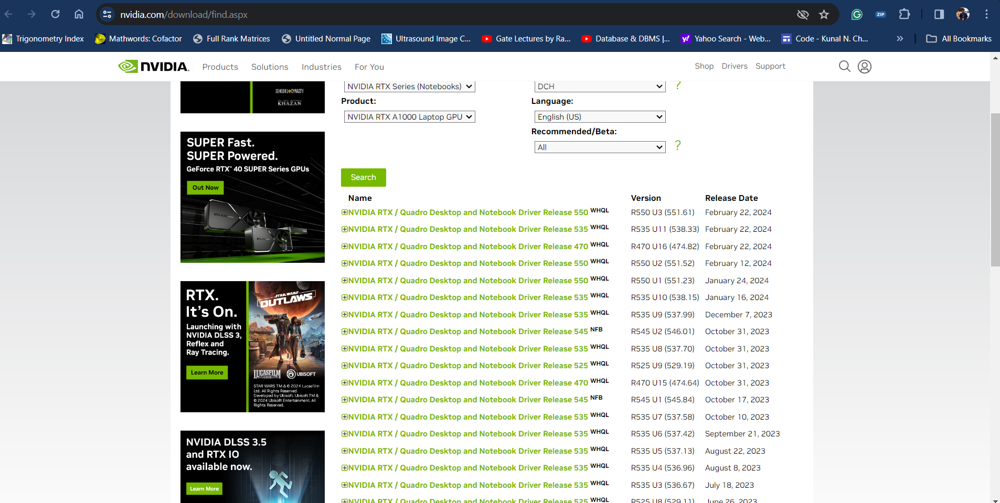 nvidia.com/download/find.aspx
ZIP
Trigonometry Index
Mathwords: Cofactor
Full Rank Matrices
Untitled Normal Page
Ultrasound Image C...
Gate Lectures by Ra...
Database & DBMS |...
Yahoo Search - Web...
Code - Kunal N. Ch...
»
All Bookmarks
NVIDIA.
Products
Solutions
Industries
For You
Shop
Drivers
Support
NVIDIA RTX Series (Notebooks)
DCH
?
Product:
Language:
NVIDIA RTX A1000 Laptop GPU
English (US)
Recommended/Beta:
All
?
Search
Name Version Release Date
NVIDIA RTX / Quadro Desktop and Notebook Driver Release 550 WHQL R550 U3 (551.61) February 22, 2024
NVIDIA RTX / Quadro Desktop and Notebook Driver Release 535 WHQL R535 U11 (538.33) February 22, 2024
NVIDIA RTX / Quadro Desktop and Notebook Driver Release 470 WHQL R470 U16 (474.82) February 22, 2024
NVIDIA RTX / Quadro Desktop and Notebook Driver Release 550 WHQL R550 U2 (551.52) February 12, 2024
NVIDIA RTX / Quadro Desktop and Notebook Driver Release 550 WHQL R550 U1 (551.23) January 24, 2024
NVIDIA RTX / Quadro Desktop and Notebook Driver Release 535 WHQL R535 U10 (538.15) January 16, 2024
NVIDIA RTX / Quadro Desktop and Notebook Driver Release 535 WHQL R535 U9 (537.99) December 7, 2023
NVIDIA RTX / Quadro Desktop and Notebook Driver Release 545 NFB R545 U2 (546.01) October 31, 2023
NVIDIA RTX / Quadro Desktop and Notebook Driver Release 535 WHQL R535 U8 (537.70) October 31, 2023
NVIDIA RTX / Quadro Desktop and Notebook Driver Release 525 WHQL R525 U9 (529.19) October 31, 2023
NVIDIA RTX / Quadro Desktop and Notebook Driver Release 470 WHQL R470 U15 (474.64) October 31, 2023
NVIDIA RTX / Quadro Desktop and Notebook Driver Release 545 NFB R545 U1 (545.84) October 17, 2023
NVIDIA RTX / Quadro Desktop and Notebook Driver Release 535 WHQL R535 U7 (537.58) October 10, 2023
NVIDIA RTX / Quadro Desktop and Notebook Driver Release 535 WHQL R535 U6 (537.42) September 21, 2023
NVIDIA RTX / Quadro Desktop and Notebook Driver Release 535 WHQL R535 U5 (537.13) August 22, 2023
NVIDIA RTX / Quadro Desktop and Notebook Driver Release 535 WHQL R535 U4 (536.96) August 8, 2023
NVIDIA RTX / Quadro Desktop and Notebook Driver Release 535 WHQL R535 U3 (536.67) July 18, 2023
NVIDIA RTX / Quadro Desktop and Notebook Driver Release 525 WHQL R525 U8 (529.11) June 26, 2023
KHAZAN
SUPER Fast.
SUPER Powered.
GeForce RTX™ 40 SUPER Series GPUs
Out Now
RTX.
It's On.
Launching with
NVIDIA DLSS 3,
Reflex and
Ray Tracing.
Learn More
STAR WARS
OUTLAWS
LUCASFILM
GAMES
UBISOFT
STAR WARS TM & © 2024 Lucasfilm
Ltd. All Rights Reserved.
Developed by Ubisoft. Ubisoft TM &
© 2024 Ubisoft Entertainment. All
Rights Reserved.
NVIDIA DLSS 3.5
and RTX IO
available now.
Learn More